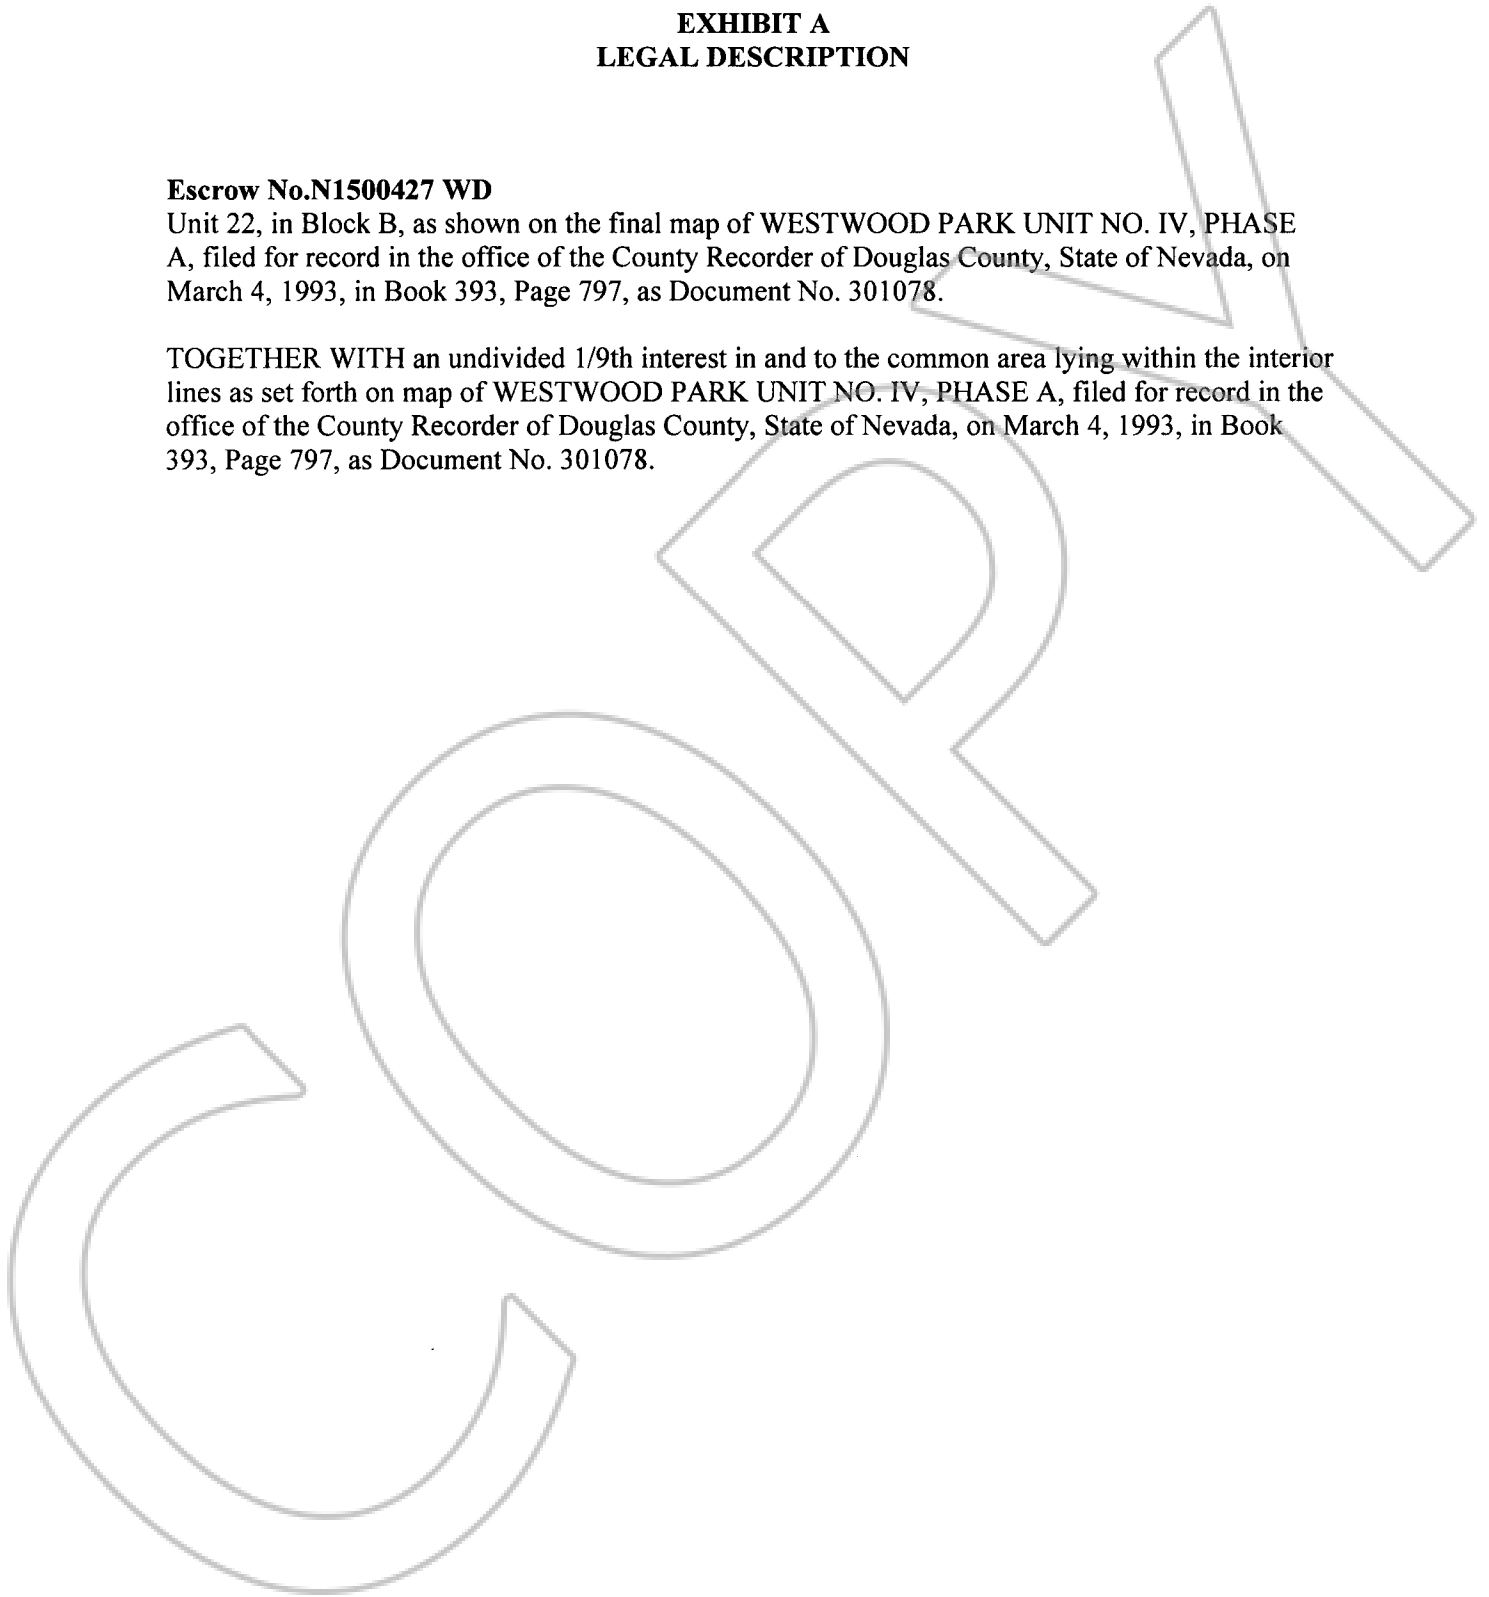 EXHIBIT A
LEGAL DESCRIPTION
Escrow No.N1500427 WD
Unit 22, in Block B, as shown on the final map of WESTWOOD PARK UNIT NO. IV, PHASE
A, filed for record in the office of the County Recorder of Douglas County, State of Nevada, on
March 4, 1993, in Book 393, Page 797, as Document No. 301078.
TOGETHER WITH an undivided 1/9th interest in and to the common area lying within the interior
lines as set forth on map of WESTWOOD PARK UNIT NO. IV, PHASE A, filed for record in the
office of the County Recorder of Douglas County, State of Nevada, on March 4, 1993, in Book
393, Page 797, as Document No. 301078.
COPY